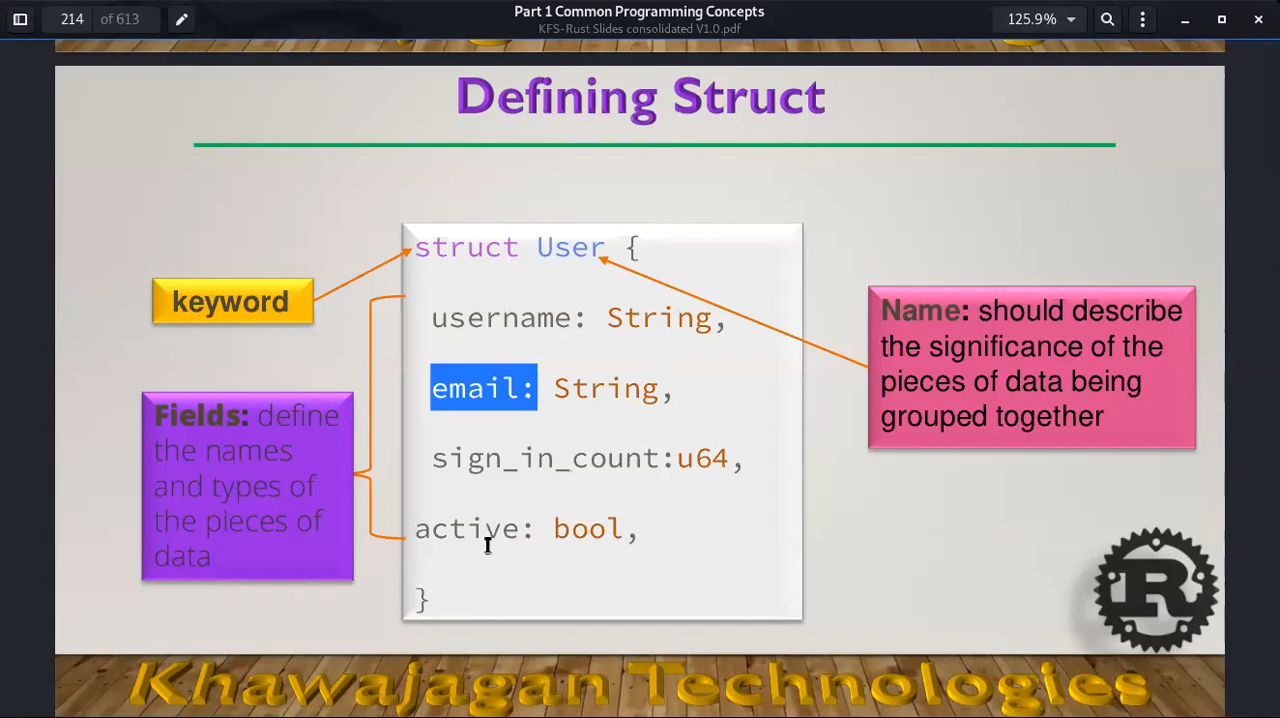 214 of 613
Part 1 Common Programming Concepts
KFS-Rust Slides consolidated V1.0.pdf
125.9%
Defining Struct
struct User {
username: String,
email: String,
sign_in_count:u64,
active: bool,
}
keyword
Fields: define
the names
and types of
the pieces of
data
Name: should describe
the significance of the
pieces of data being
grouped together
R
Khawajagan Technologies